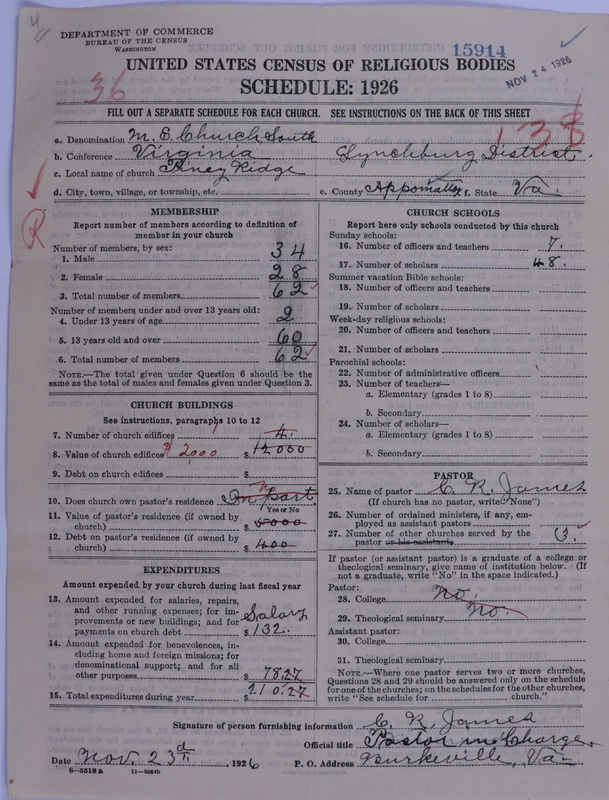 DEPARTMENT OF COMMERCE
BUREAU OF THE CENSUS
WASHINGTON
15914
NOV 24 1926
UNITED STATES CENSUS OF RELIGIOUS BODIES
SCHEDULE: 1926
36
FILL OUT A SEPARATE SCHEDULE FOR EACH CHURCH. SEE INSTRUCTIONS ON THE BACK OF THIS SHEET
138
a. Denomination M. E. Church, South
b. Conference Virginia Lynchburg District.
c. Local name of church Piney Ridge
d. City, town, village, or township, etc. e. County Appomattox f. State Va.
R
MEMBERSHIP
Report number of members according to definition of member in your church
Number of members, by sex:
1. Male 34
2. Female 28
3. Total number of members 62
Number of members under and over 13 years old:
4. Under 13 years of age 2
5. 13 years old and over 60
6. Total number of members 62
NOTE.—The total given under Question 6 should be the same as the total of males and females given under Question 3.
CHURCH BUILDINGS
See instructions, paragraphs 10 to 12
7. Number of church edifices 1 4.
8. Value of church edifices $2000 $ 12000
9. Debt on church edifices $
10. Does church own pastor's residence In part.
Yes or No
11. Value of pastor's residence (if owned by church) $ 5000
12. Debt on pastor's residence (if owned by church) $ 400
EXPENDITURES
Amount expended by your church during last fiscal year
13. Amount expended for salaries, repairs, and other running expenses; for improvements or new buildings; and for payments on church debt Salary $ 132.
14. Amount expended for benevolences, including home and foreign missions; for denominational support; and for all other purposes $ 78.27
15. Total expenditures during year $ 210.27
CHURCH SCHOOLS
Report here only schools conducted by this church
Sunday schools:
16. Number of officers and teachers 7.
17. Number of scholars 48.
Summer vacation Bible schools:
18. Number of officers and teachers
19. Number of scholars
Week-day religious schools:
20. Number of officers and teachers
21. Number of scholars
Parochial schools:
22. Number of administrative officers
23. Number of teachers—
a. Elementary (grades 1 to 8)
b. Secondary
24. Number of scholars—
a. Elementary (grades 1 to 8)
b. Secondary
PASTOR
25. Name of pastor C. R. James
(If church has no pastor, write "None")
26. Number of ordained ministers, if any, employed as assistant pastors
27. Number of other churches served by the pastor or his assistants (3.
If pastor (or assistant pastor) is a graduate of a college or theological seminary, give name of institution below. (If not a graduate, write "No" in the space indicated.)
Pastor:
28. College No.
29. Theological seminary No.
Assistant pastor:
30. College
31. Theological seminary
NOTE.—Where one pastor serves two or more churches, Questions 28 and 29 should be answered only on the schedule for one of the churches; on the schedules for the other churches, write "See schedule for church."
Signature of person furnishing information C. R. James
Official title Pastor in Charge
Date Nov. 23d, 1926 P. O. Address Burkeville, Va.
8—5518a 11—9054b